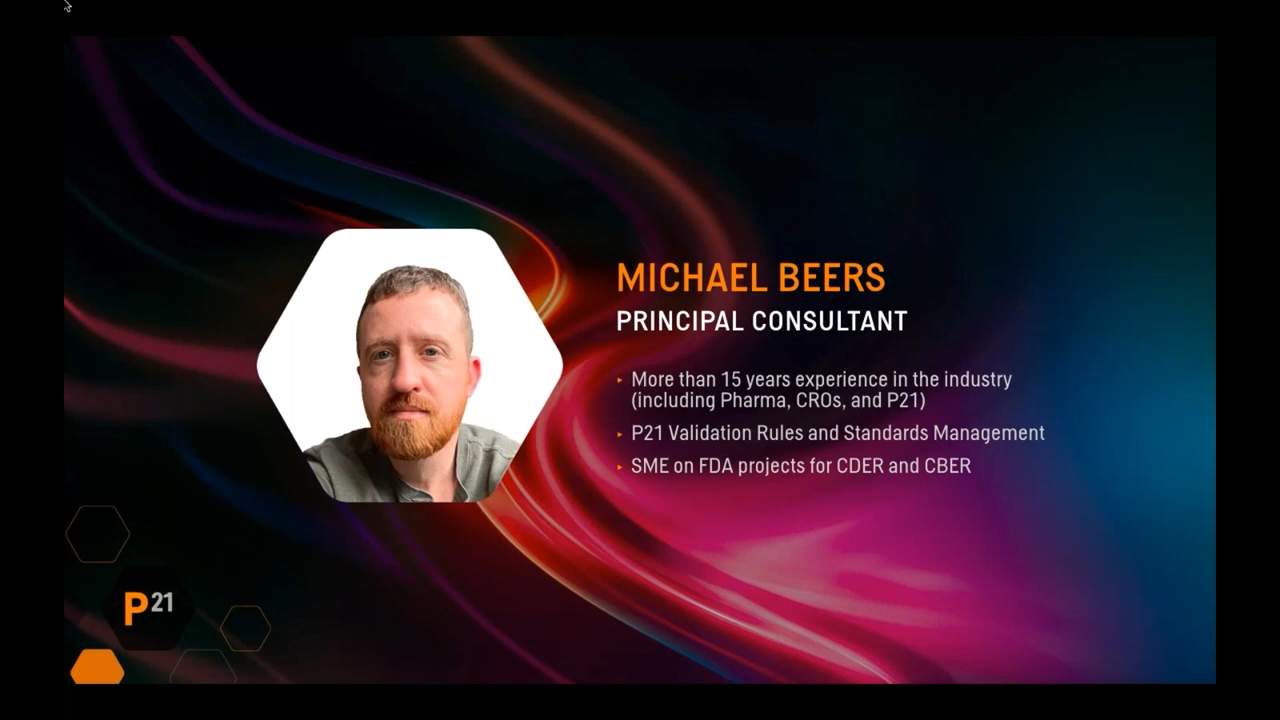 MICHAEL BEERS
PRINCIPAL CONSULTANT
‣ More than 15 years experience in the industry
(including Pharma, CROs, and P21)
‣ P21 Validation Rules and Standards Management
‣ SME on FDA projects for CDER and CBER
P21